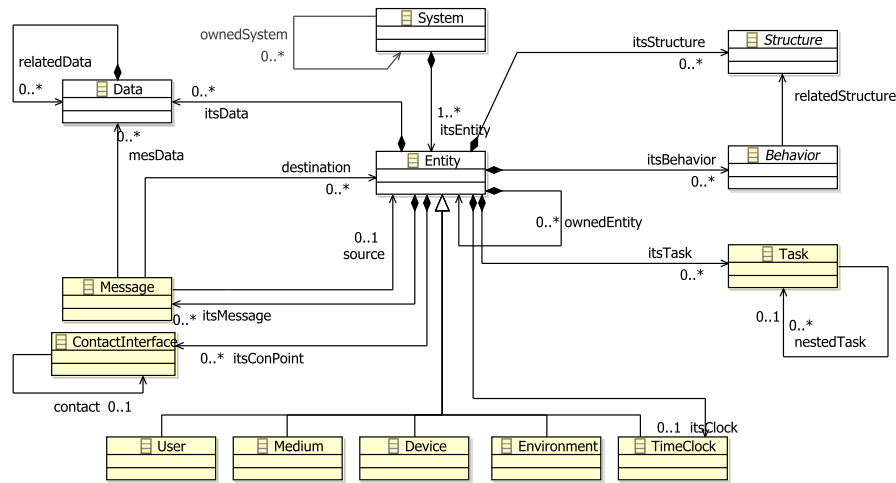 System
ownedSystem
0..*
itsStructure
0..*
Structure
relatedData
0..*
Data
0..*
itsData
1..*
itsEntity
relatedStructure
0..*
mesData
destination
0..*
Entity
itsBehavior
0..*
Behavior
0..* ownedEntity
0..1
source
itsTask
0..*
Task
Message
0..* itsMessage
0..1
0..*
nestedTask
ContactInterface
0..* itsConPoint
contact 0..1
0..1 itsClock
User
Medium
Device
Environment
TimeClock